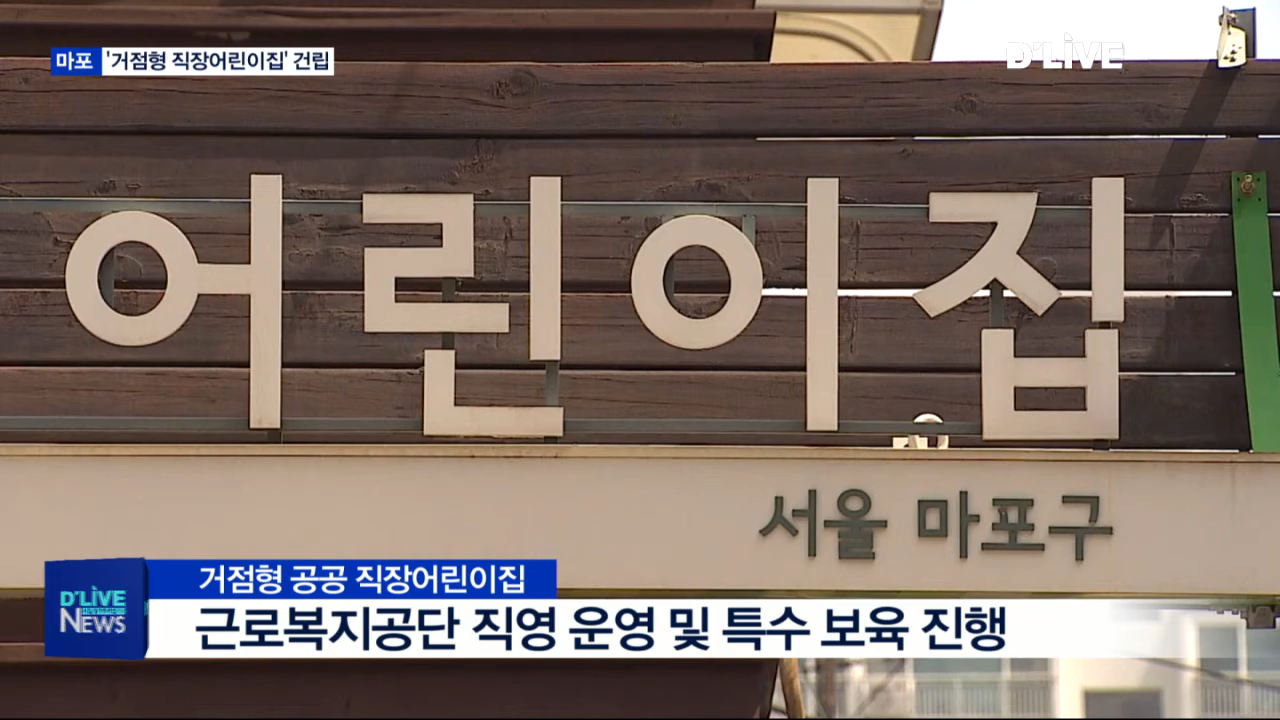 마포 '거점형 직장어린이집' 건립
D'LIVE
어린이집
서울 마포구
거점형 공공 직장어린이집
D'LIVE
NEWS
근로복지공단 직영 운영 및 특수 보육 진행